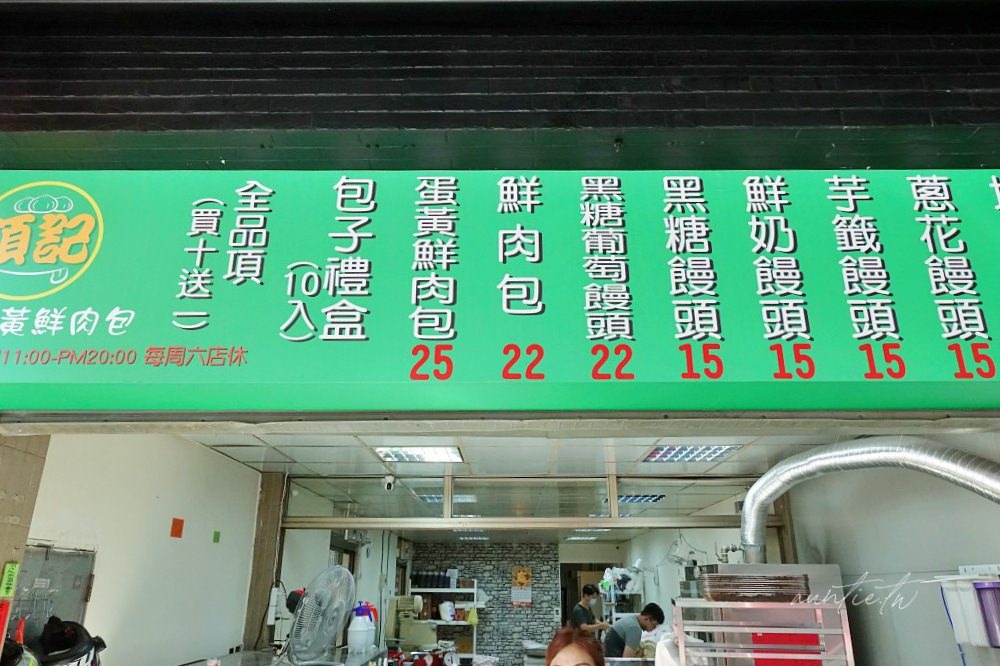 頂記
黃鮮肉包
11:00-PM20:00 每周六店休
全品項
(買十送一)
包子禮盒
(10入)
蛋黃鮮肉包
25
鮮肉包
22
黑糖葡萄饅頭
22
黑糖饅頭
15
鮮奶饅頭
15
芋籤饅頭
15
蔥花饅頭
15
auntie.tw